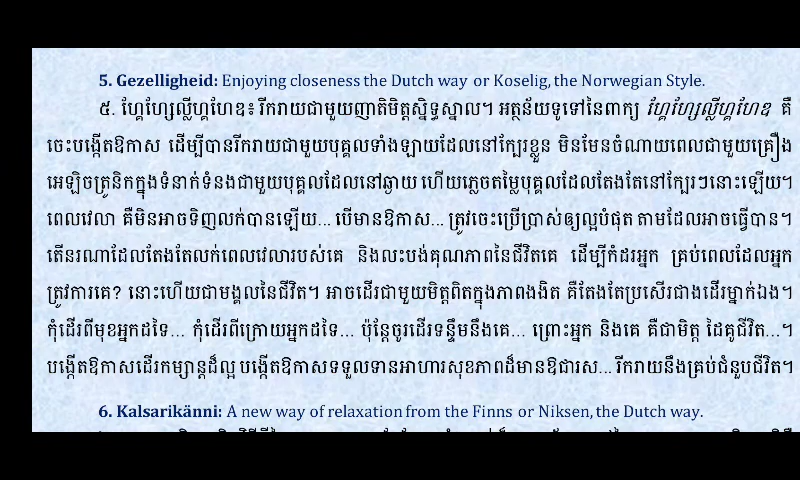 5. Gezelligheid: Enjoying closeness the Dutch way or Koselig, the Norwegian Style.
៥. ហ្គែហ្សែល្លីហ្គហែឌៈ រីករាយជាមួយញាតិមិត្តស្និទ្ធស្នាល។ អត្ថន័យទូទៅនៃពាក្យ ហ្គែហ្សែល្លីហ្គហែឌ គឺ
ចេះបង្កើតឱកាស ដើម្បីបានរីករាយជាមួយបុគ្គលទាំងឡាយដែលនៅក្បែរខ្លួន មិនមែនចំណាយពេលជាមួយគ្រឿង
អេឡិចត្រូនិកក្នុងទំនាក់ទំនងជាមួយបុគ្គលដែលនៅឆ្ងាយ ហើយភ្លេចតម្លៃបុគ្គលដែលតែងតែនៅក្បែរៗនោះឡើយ។
ពេលវេលា គឺមិនអាចទិញលក់បានឡើយ... បើមានឱកាស... ត្រូវចេះប្រើប្រាស់ឲ្យល្អបំផុត តាមដែលអាចធ្វើបាន។
តើនរណាដែលតែងតែលក់ពេលវេលារបស់គេ និងលះបង់គុណភាពនៃជីវិតគេ ដើម្បីកំដរអ្នក គ្រប់ពេលដែលអ្នក
ត្រូវការគេ? នោះហើយជាមង្គលនៃជីវិត។ អាចដើរជាមួយមិត្តពិតក្នុងភាពងងិត គឺតែងតែប្រសើរជាងដើរម្នាក់ឯង។
កុំដើរពីមុខអ្នកដទៃ... កុំដើរពីក្រោយអ្នកដទៃ... ប៉ុន្តែចូរដើរទន្ទឹមនឹងគេ... ព្រោះអ្នក និងគេ គឺជាមិត្ត ដៃគូជីវិត...។
បង្កើតឱកាសដើរកម្សាន្តដ៏ល្អ បង្កើតឱកាសទទួលទានអាហារសុខភាពដ៏មានឱជារស... រីករាយនឹងគ្រប់ជំនួបជីវិត។
6. Kalsarikänni: A new way of relaxation from the Finns or Niksen, the Dutch way.